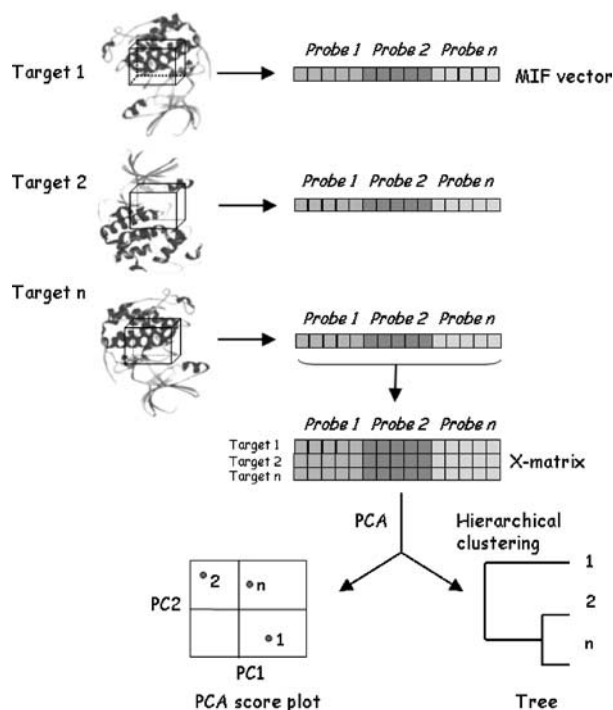 Probe 1 Probe 2 Probe n
Target 1
MIF vector
Target 2
Probe 1 Probe 2 Probe n
Target n
Probe 1 Probe 2 Probe n
Probe 1 Probe 2 Probe n
Target 1
Target 2
Target n
X-matrix
PCA
Hierarchical
clustering
PC2
2
n
1
PC1
PCA score plot
1
2
n
Tree